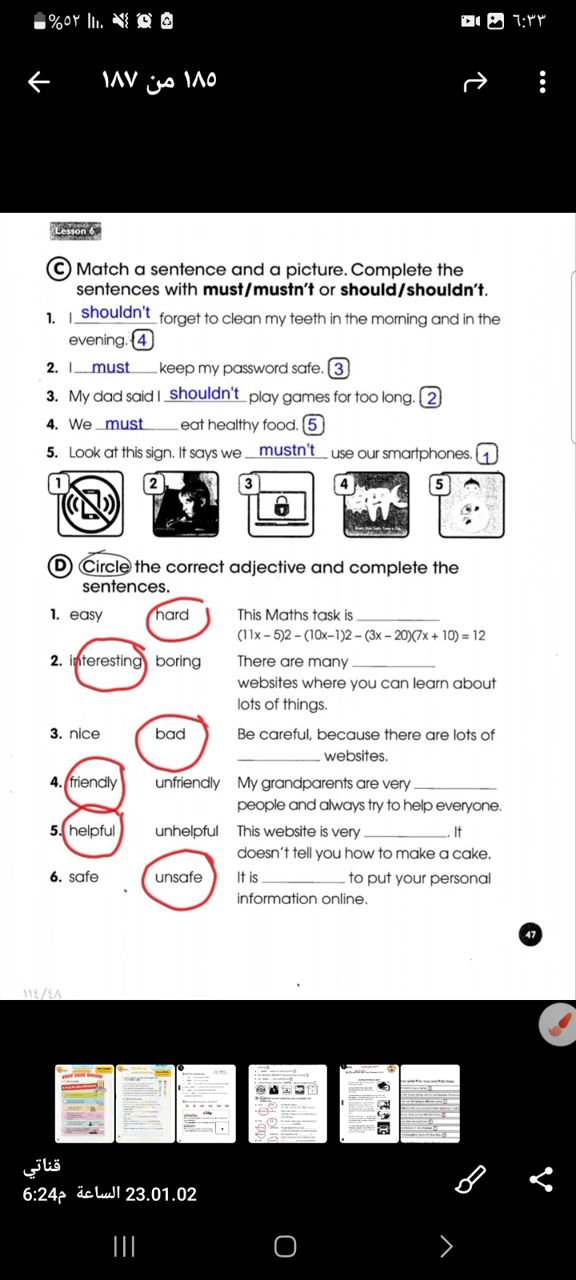 %٥٢ ٦:٣٣
١٨٥ من ١٨٧
Lesson 6
C Match a sentence and a picture. Complete the
sentences with must/mustn't or should/shouldn't.
1. I shouldn't forget to clean my teeth in the morning and in the
evening. 4
2. I must keep my password safe. 3
3. My dad said I shouldn't play games for too long. 2
4. We must eat healthy food. 5
5. Look at this sign. It says we mustn't use our smartphones. 1
1 2 3 4 5
D Circle the correct adjective and complete the
sentences.
1. easy hard This Maths task is ________
(11x – 5)2 – (10x–1)2 – (3x – 20)(7x + 10) = 12
2. interesting boring There are many ________
websites where you can learn about
lots of things.
3. nice bad Be careful, because there are lots of
________ websites.
4. friendly unfriendly My grandparents are very ________
people and always try to help everyone.
5. helpful unhelpful This website is very ________. It
doesn't tell you how to make a cake.
6. safe unsafe It is ________ to put your personal
information online.
47
١١٤/٤٨
قناتي
23.01.02 الساعة 6:24م